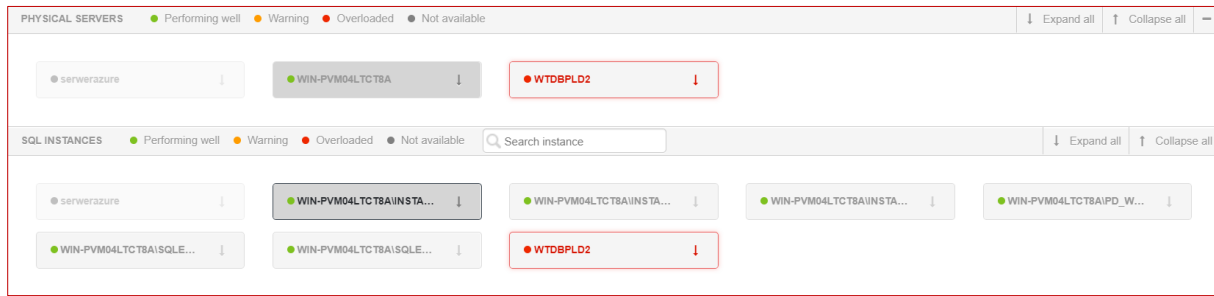 PHYSICAL SERVERS Performing well Warning Overloaded Not available Expand all Collapse all
serwerazure WIN-PVM04LTCT8A WTDBPLD2
SQL INSTANCES Performing well Warning Overloaded Not available Search instance Expand all Collapse all
serwerazure WIN-PVM04LTCT8A\INSTA... WIN-PVM04LTCT8A\INSTA... WIN-PVM04LTCT8A\INSTA... WIN-PVM04LTCT8A\PD_W...
WIN-PVM04LTCT8A\SQLE... WIN-PVM04LTCT8A\SQLE... WTDBPLD2